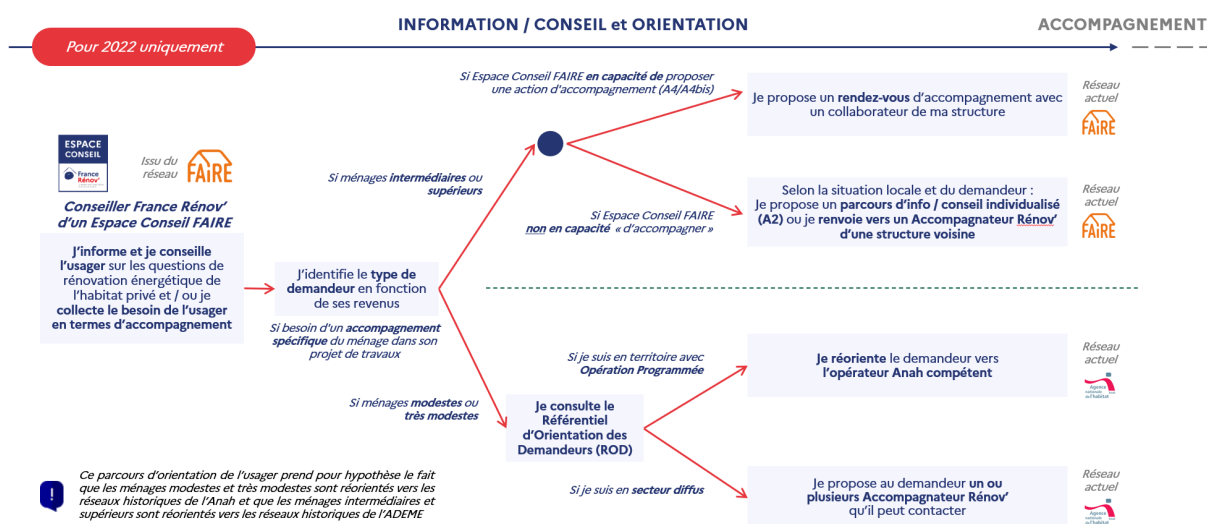 INFORMATION / CONSEIL et ORIENTATION
ACCOMPAGNEMENT
Pour 2022 uniquement
ESPACE
CONSEIL
France
Rénov'
Issu du
réseau
FAiRE
Conseiller France Rénov'
d'un Espace Conseil FAIRE
J'informe et je conseille
l'usager sur les questions de
rénovation énergétique de
l'habitat privé et / ou je
collecte le besoin de l'usager
en termes d'accompagnement
J'identifie le type de
demandeur en fonction
de ses revenus
Si besoin d'un accompagnement
spécifique du ménage dans son
projet de travaux
Si ménages intermédiaires ou
supérieurs
Si Espace Conseil FAIRE en capacité de proposer
une action d'accompagnement (A4/A4bis)
Je propose un rendez-vous d'accompagnement avec
un collaborateur de ma structure
Réseau
actuel
FAiRE
Si Espace Conseil FAIRE
non en capacité « d'accompagner »
Selon la situation locale et du demandeur :
Je propose un parcours d'info / conseil individualisé
(A2) ou je renvoie vers un Accompagnateur Rénov'
d'une structure voisine
Réseau
actuel
FAiRE
Si ménages modestes ou
très modestes
Je consulte le
Référentiel
d'Orientation des
Demandeurs (ROD)
Si je suis en territoire avec
Opération Programmée
Je réoriente le demandeur vers
l'opérateur Anah compétent
Réseau
actuel
Agence
nationale
de l'habitat
Si je suis en secteur diffus
Je propose au demandeur un ou
plusieurs Accompagnateur Rénov'
qu'il peut contacter
Réseau
actuel
Agence
nationale
de l'habitat
!
Ce parcours d'orientation de l'usager prend pour hypothèse le fait
que les ménages modestes et très modestes sont réorientés vers les
réseaux historiques de l'Anah et que les ménages intermédiaires et
supérieurs sont réorientés vers les réseaux historiques de l'ADEME